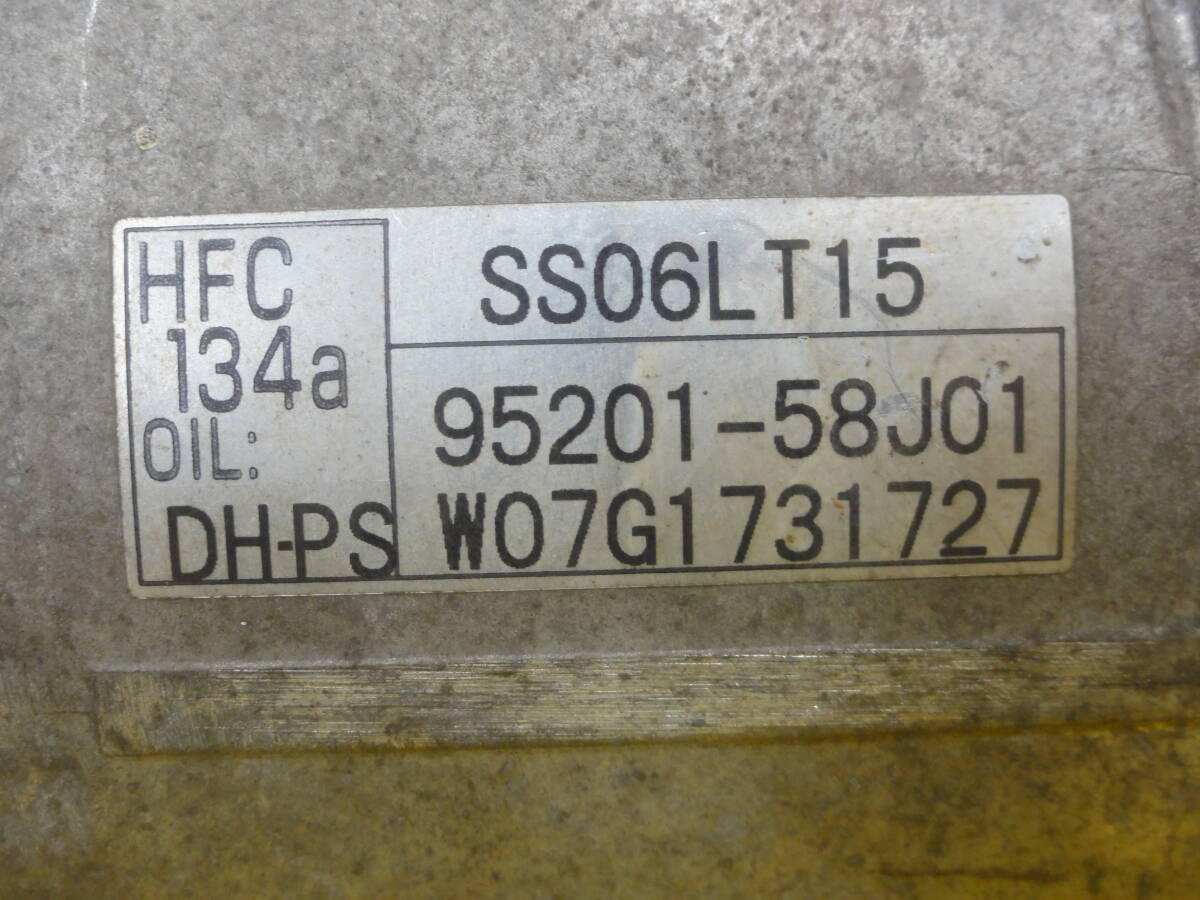 HFC
134a
OIL:
DH-PS
SS06LT15
95201-58J01
W07G1731727